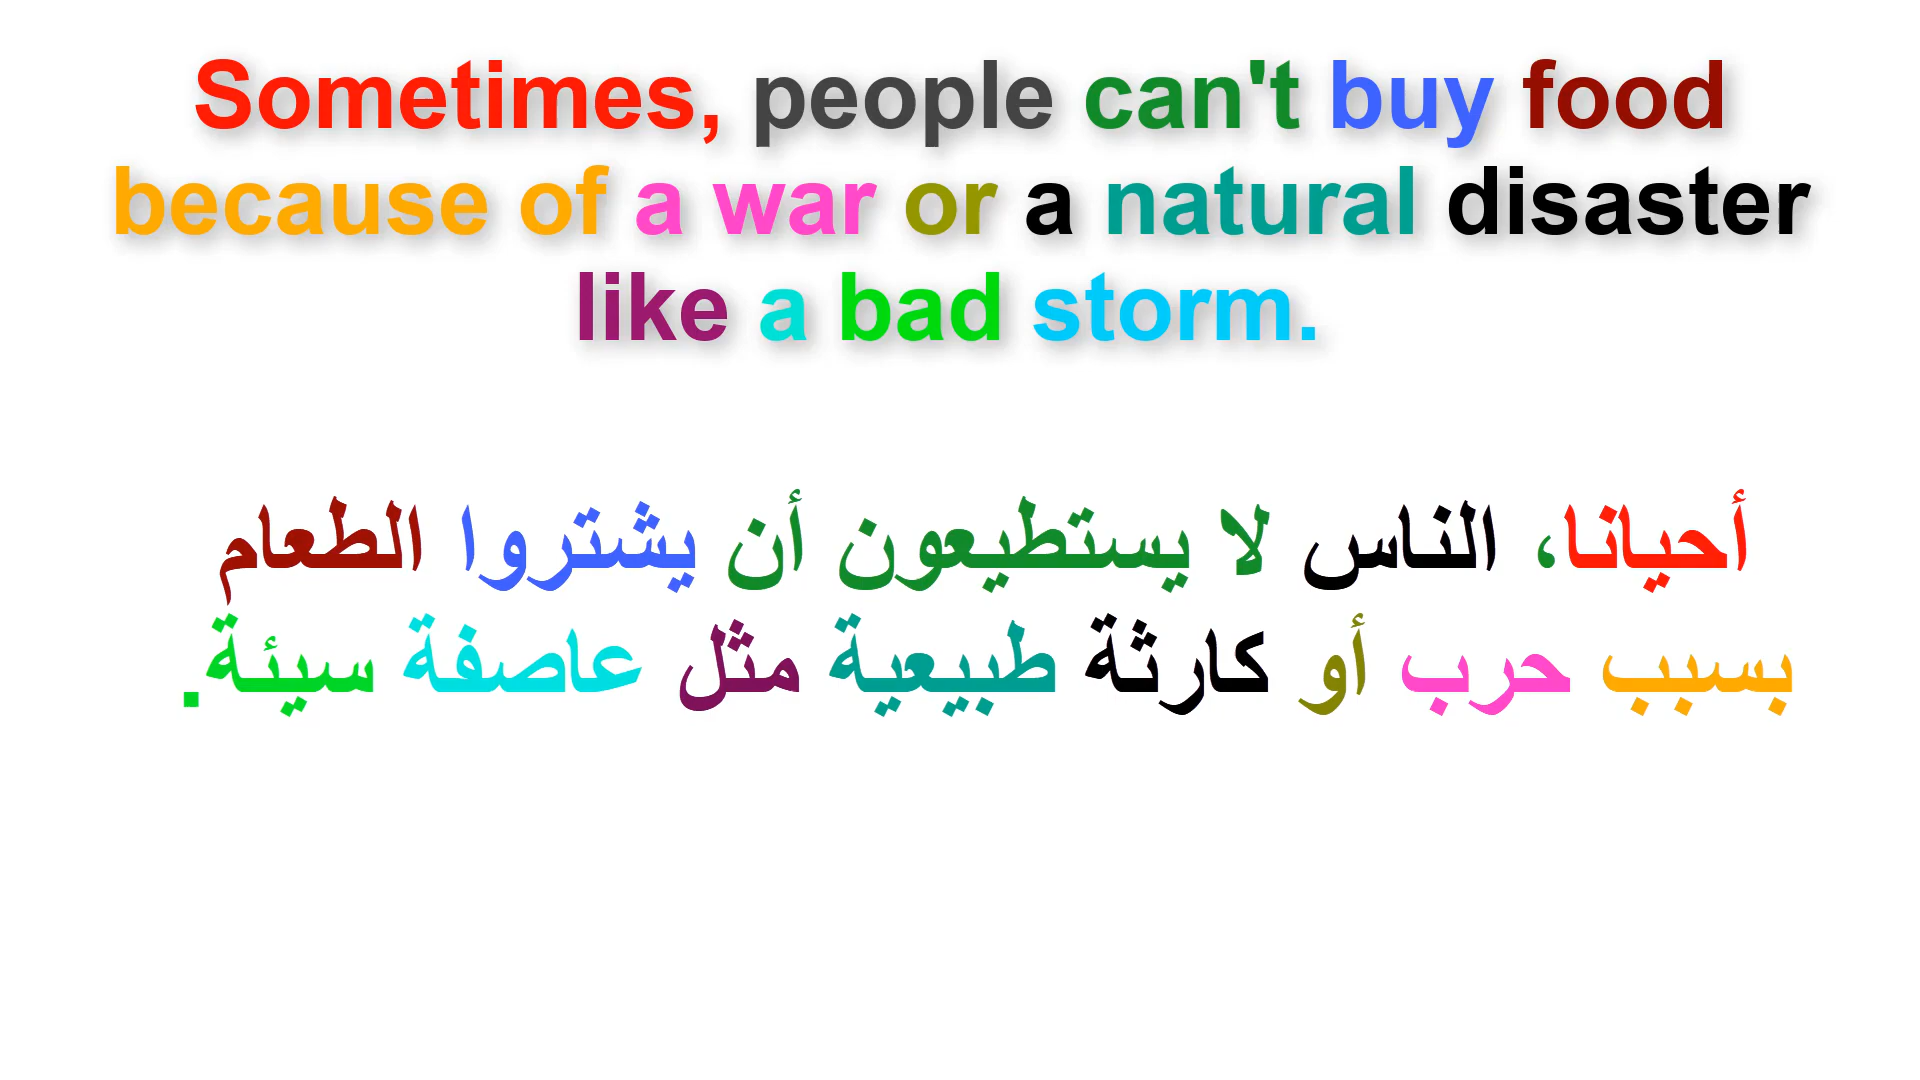 Sometimes, people can't buy food
because of a war or a natural disaster
like a bad storm.
أحيانا، الناس لا يستطيعون أن يشتروا الطعام
بسبب حرب أو كارثة طبيعية مثل عاصفة سيئة.